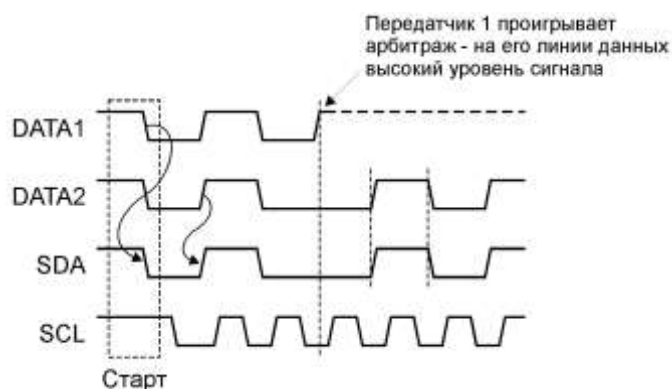 Передатчик 1 проигрывает
арбитраж - на его линии данных
высокий уровень сигнала
DATA1
DATA2
SDA
SCL
Старт